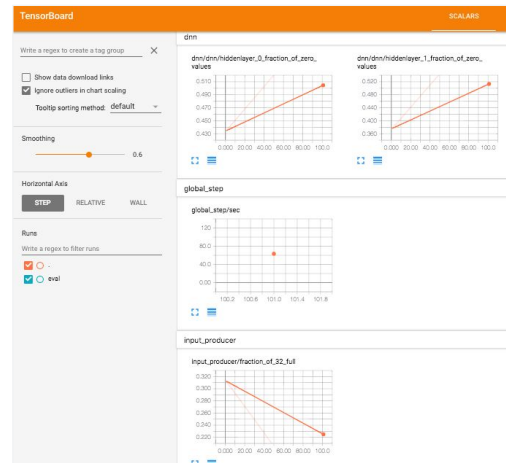 TensorBoard
SCALARS
Write a regex to create a tag group
Show data download links
Ignore outliers in chart scaling
Tooltip sorting method: default
Smoothing
0.6
Horizontal Axis
STEP RELATIVE WALL
Runs
Write a regex to filter runs
.
eval
dnn
dnn/dnn/hiddenlayer_0_fraction_of_zero_
values
0.510
0.490
0.470
0.450
0.430
0.000 20.00 40.00 60.00 80.00 100.0
dnn/dnn/hiddenlayer_1_fraction_of_zero_
values
0.520
0.480
0.440
0.400
0.360
0.000 20.00 40.00 60.00 80.00 100.0
global_step
global_step/sec
120
80.0
40.0
0.00
100.2 100.6 101.0 101.4 101.8
input_producer
input_producer/fraction_of_32_full
0.320
0.300
0.280
0.260
0.240
0.220
0.000 20.00 40.00 60.00 80.00 100.0